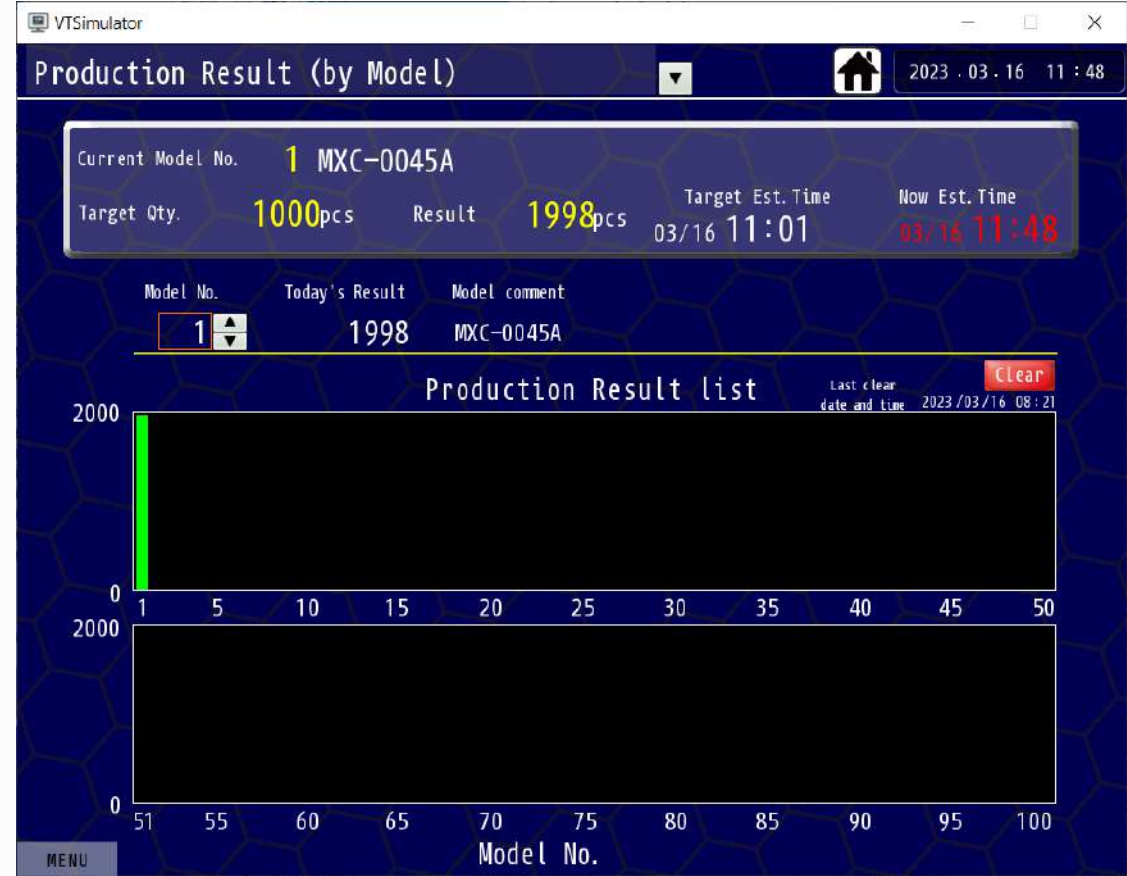 VTSimulator
Production Result (by Model)
2023.03.16 11:48
Current Model No. 1 MXC-0045A
Target Qty. 1000pcs Result 1998pcs
Target Est.Time
03/16 11:01
Now Est.Time
03/16 11:48
Model No. Today's Result Model comment
1 1998 MXC-0045A
Production Result list
Last clear
date and time 2023/03/16 08:21
Clear
2000
0
1 5 10 15 20 25 30 35 40 45 50
2000
0
51 55 60 65 70 75 80 85 90 95 100
Model No.
MENU